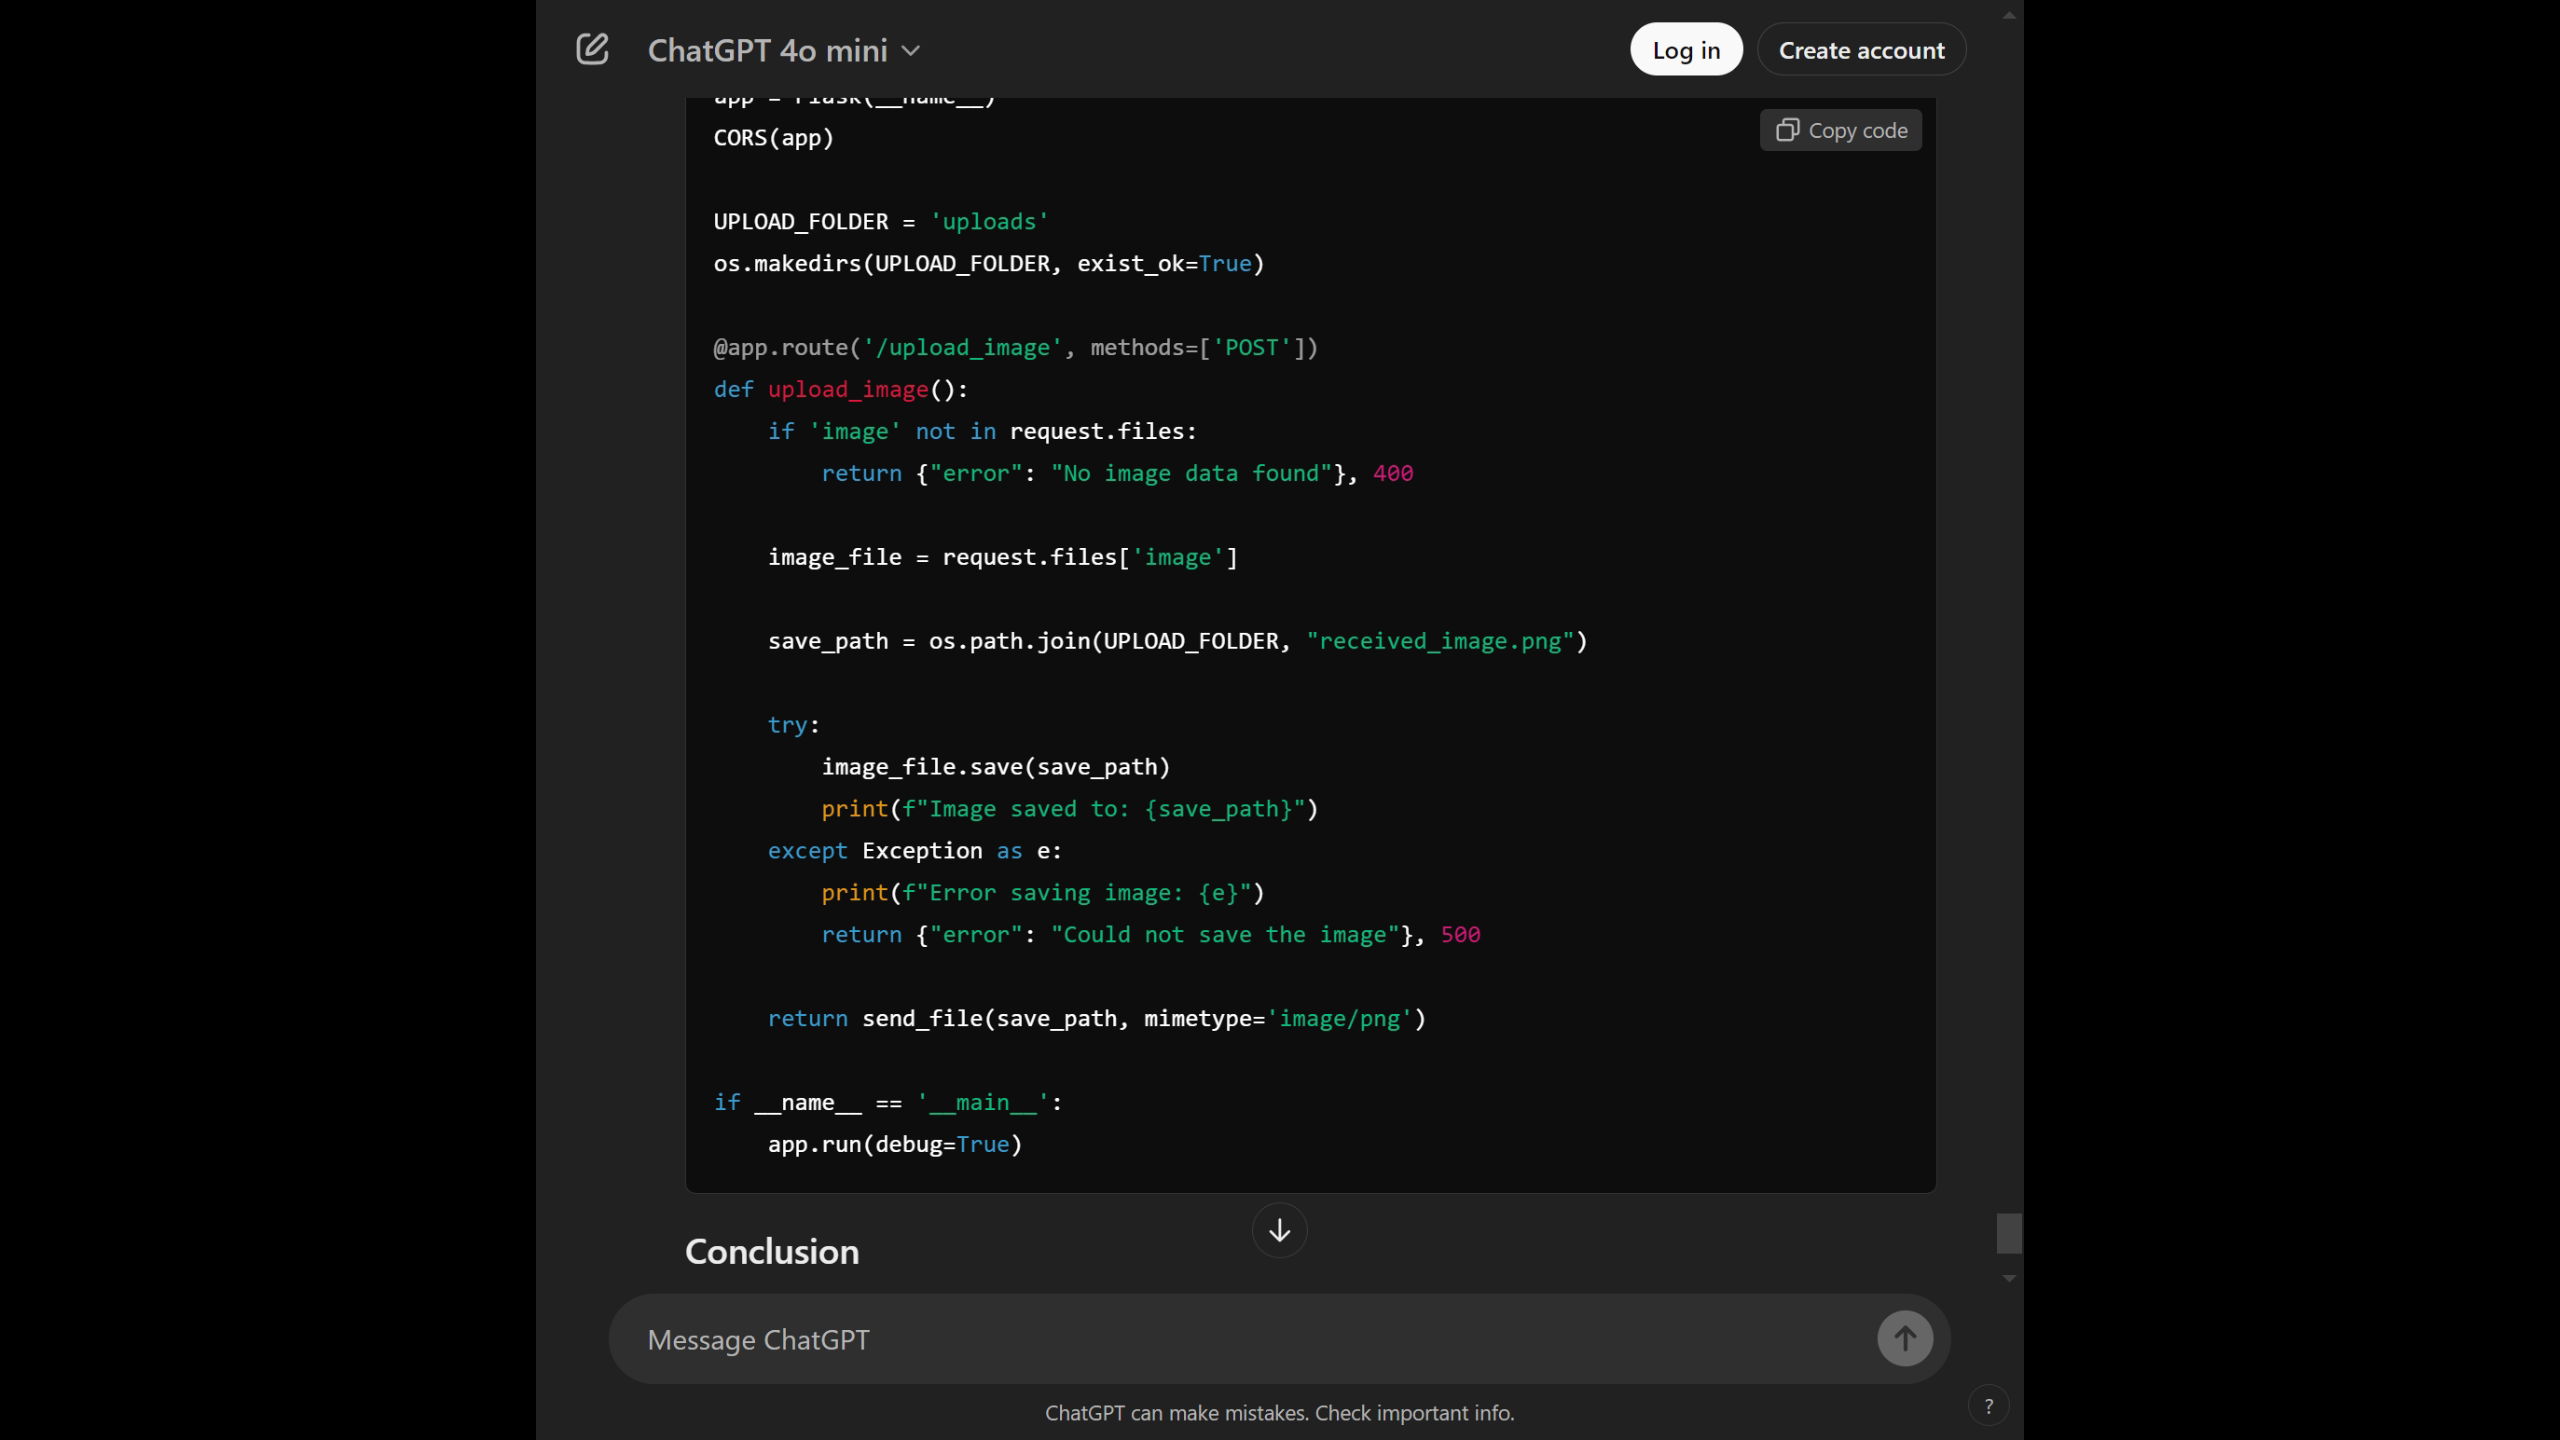 ChatGPT 4o mini
Log in
Create account
app = Flask(__name__)
Copy code
CORS(app)
UPLOAD_FOLDER = 'uploads'
os.makedirs(UPLOAD_FOLDER, exist_ok=True)
@app.route('/upload_image', methods=['POST'])
def upload_image():
    if 'image' not in request.files:
        return {"error": "No image data found"}, 400
    image_file = request.files['image']
    save_path = os.path.join(UPLOAD_FOLDER, "received_image.png")
    try:
        image_file.save(save_path)
        print(f"Image saved to: {save_path}")
    except Exception as e:
        print(f"Error saving image: {e}")
        return {"error": "Could not save the image"}, 500
    return send_file(save_path, mimetype='image/png')
if __name__ == '__main__':
    app.run(debug=True)
Conclusion
Message ChatGPT
ChatGPT can make mistakes. Check important info.
?